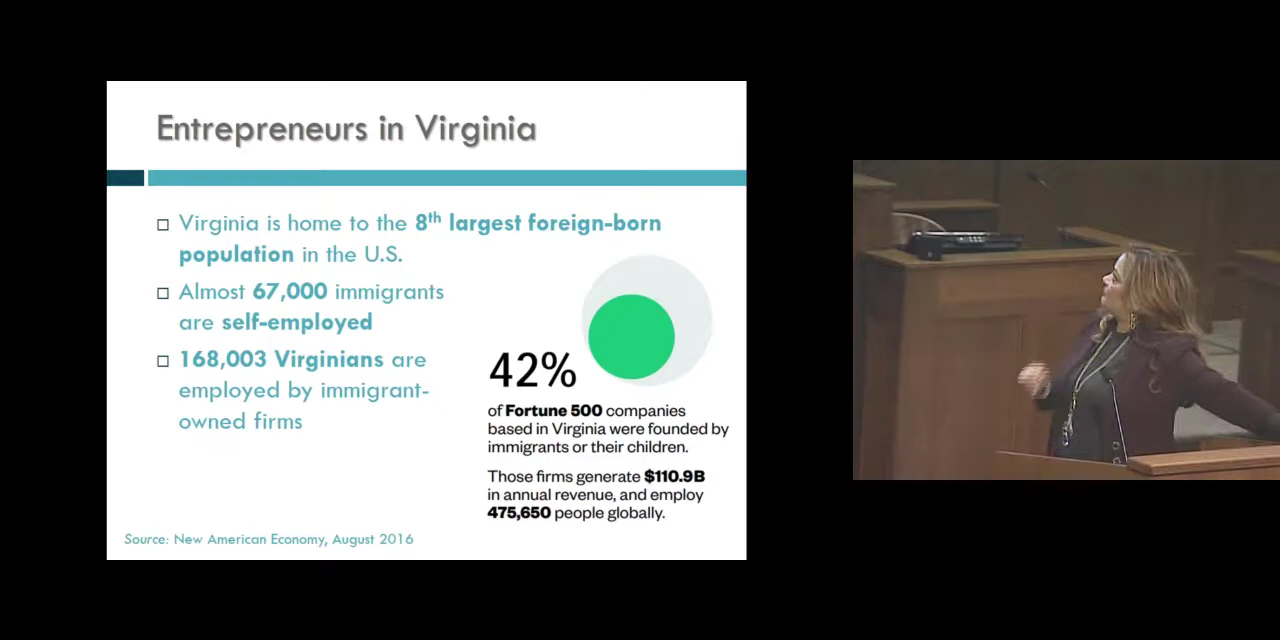 Entrepreneurs in Virginia
Virginia is home to the 8th largest foreign-born
population in the U.S.
Almost 67,000 immigrants
are self-employed
168,003 Virginians are
employed by immigrant-
owned firms
42%
of Fortune 500 companies
based in Virginia were founded by
immigrants or their children.
Those firms generate $110.9B
in annual revenue, and employ
475,650 people globally.
Source: New American Economy, August 2016